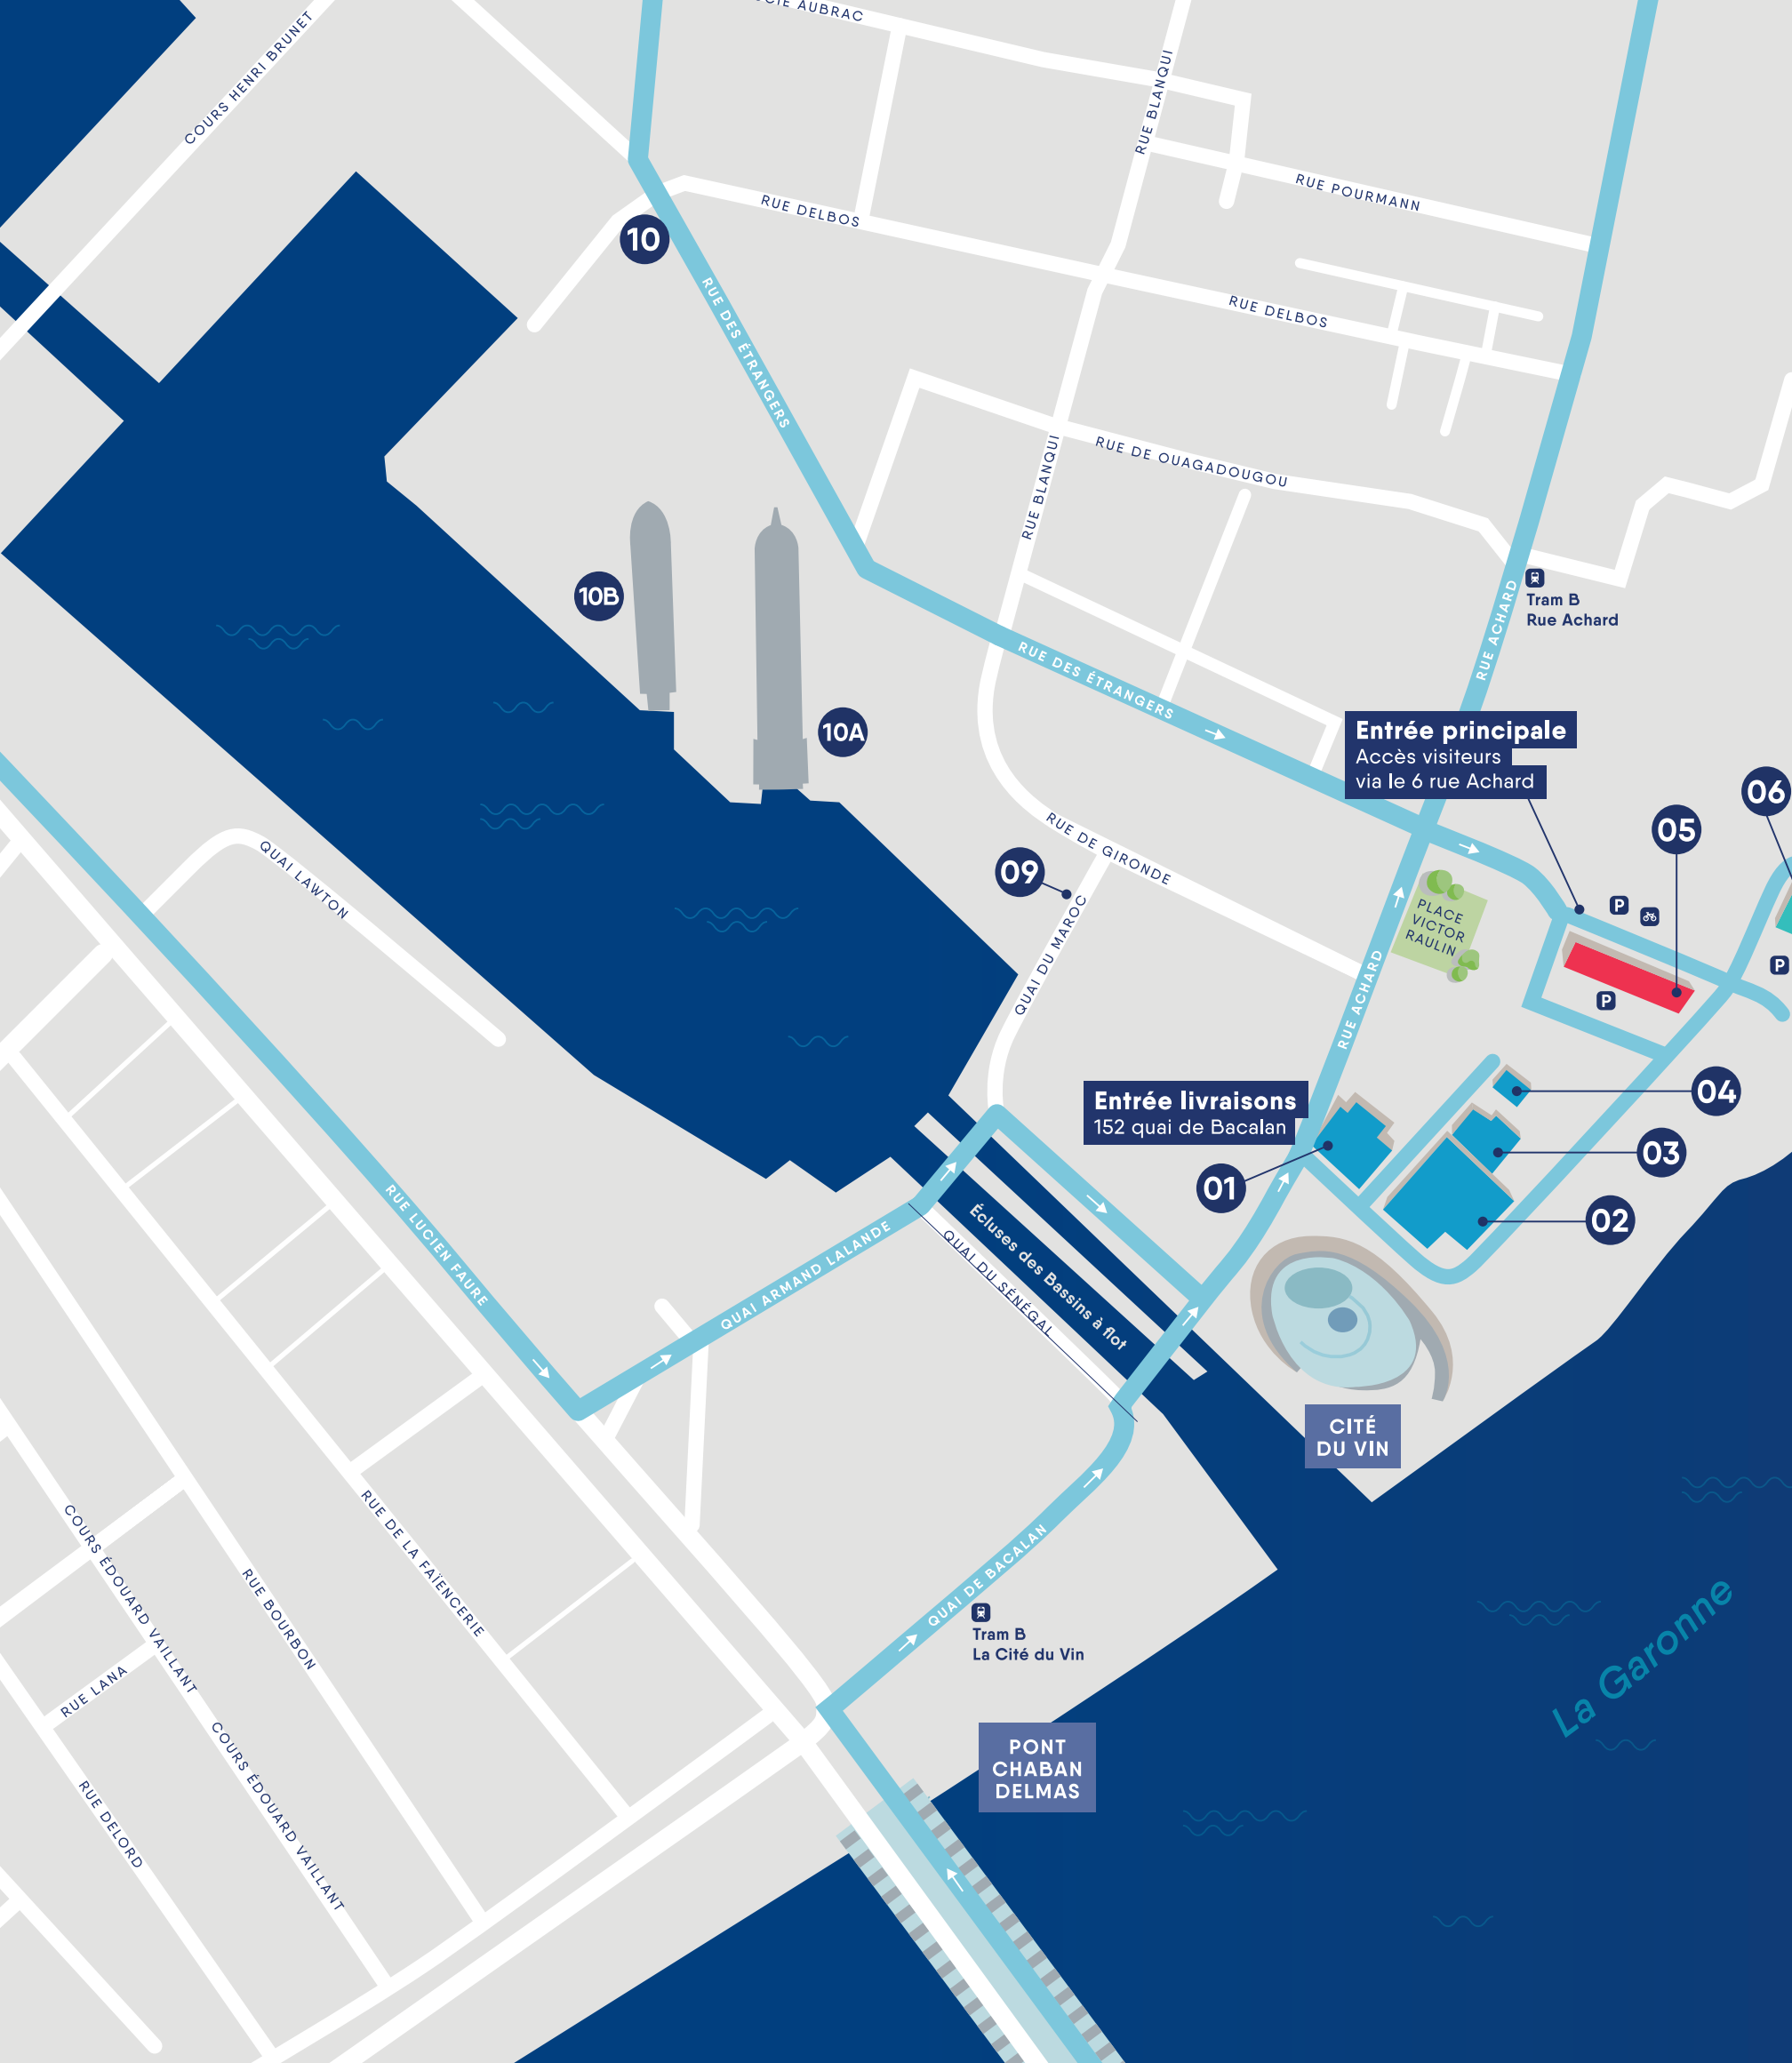 CIE AUBRAC
COURS HENRI BRUNET
RUE BLANQUI
RUE POURMANN
RUE DELBOS
10
RUE DES ÉTRANGERS
RUE DELBOS
RUE DE OUAGADOUGOU
RUE BLANQUI
10B
Tram B
Rue Achard
RUE ACHARD
RUE DES ÉTRANGERS
10A
Entrée principale
Accès visiteurs
via le 6 rue Achard
06
05
RUE DE GIRONDE
09
QUAI LAWTON
QUAI DU MAROC
PLACE
VICTOR
RAULIN
P
P
P
RUE ACHARD
Entrée livraisons
152 quai de Bacalan
04
03
01
02
RUE LUCIEN FAURE
QUAI ARMAND LALANDE
Écluses des Bassins à flot
QUAI DU SÉNÉGAL
CITÉ
DU VIN
QUAI DE BACALAN
Tram B
La Cité du Vin
La Garonne
RUE DE LA FAÏENCERIE
COURS ÉDOUARD VAILLANT
RUE BOURBON
RUE LANA
COURS ÉDOUARD VAILLANT
RUE DELORD
PONT
CHABAN
DELMAS